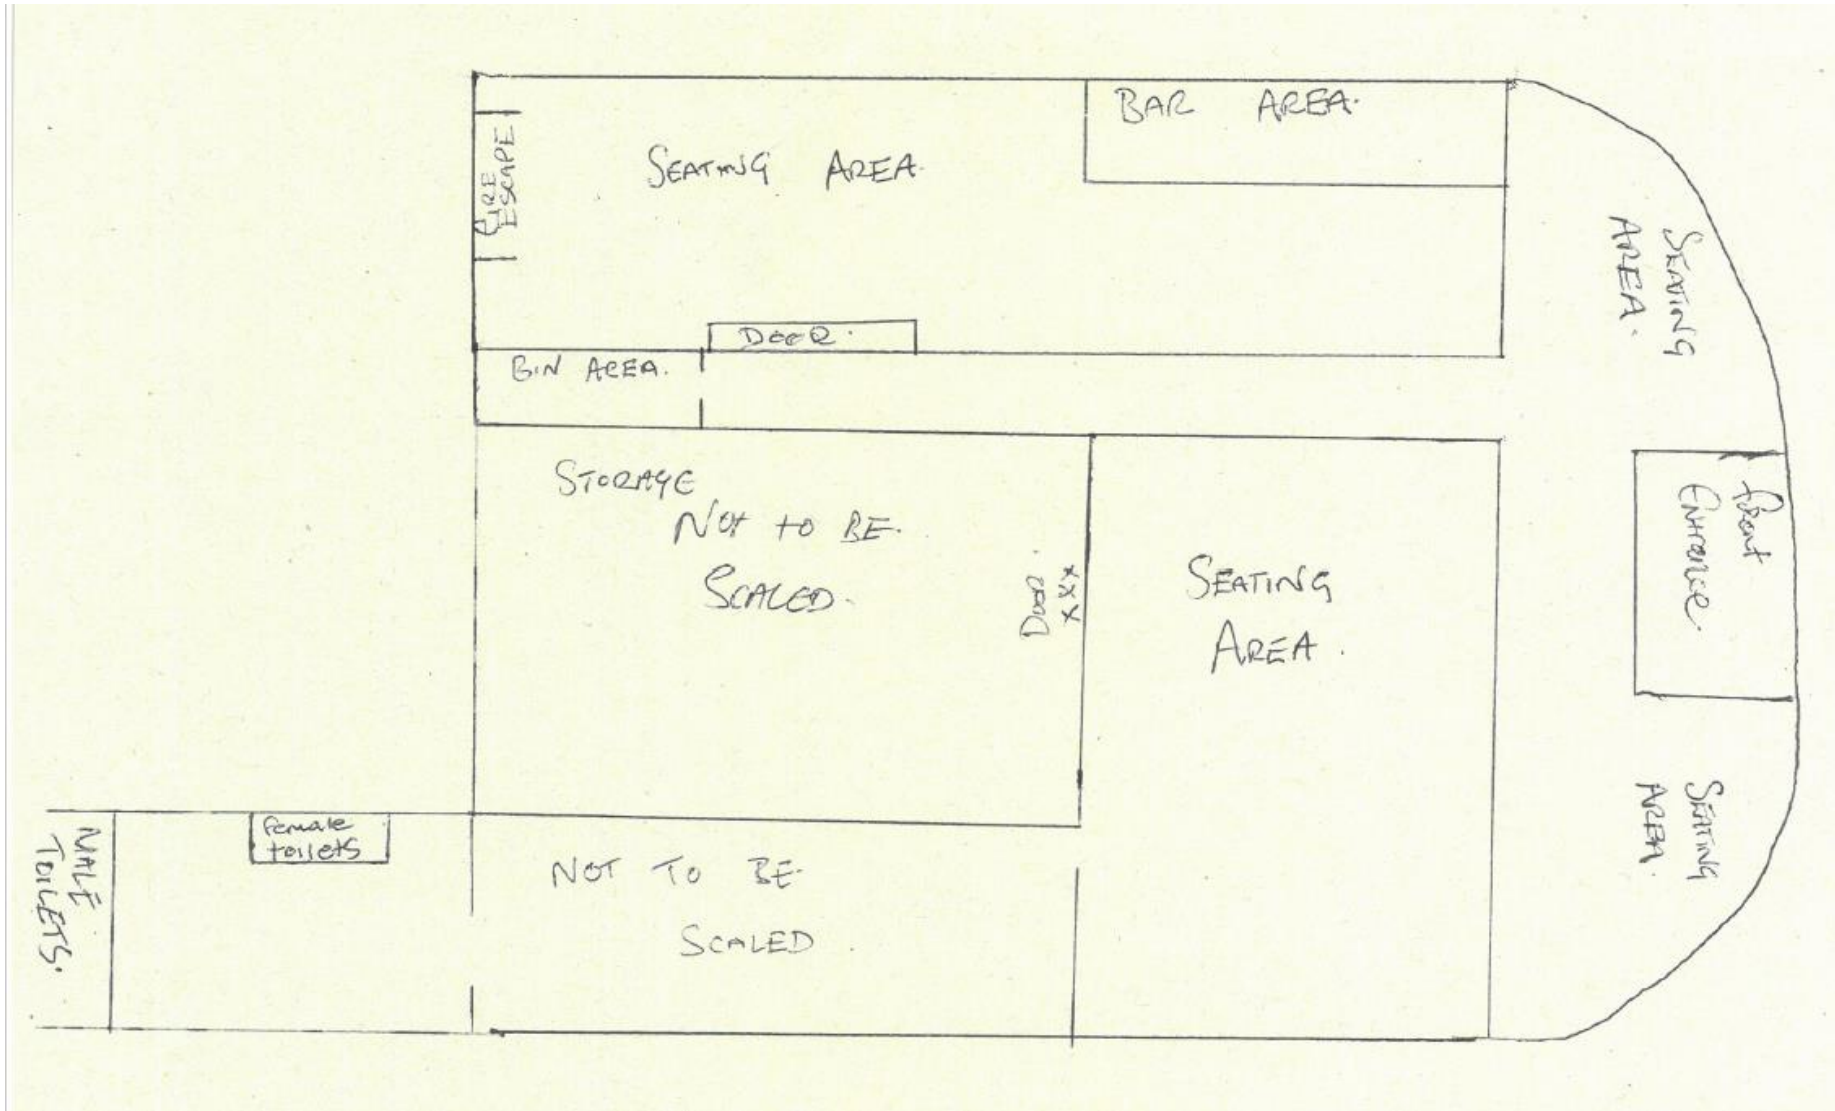 BAR AREA.
SEATING AREA.
FIRE
ESCAPE
SEATING
AREA.
DOOR.
BIN AREA.
STORAGE
NOT TO BE.
SCALED.
DOOR.
XXX
SEATING
AREA.
front
ENTRANCE.
SEATING
AREA.
female
toilets
MALE
TOILETS.
NOT TO BE.
SCALED.